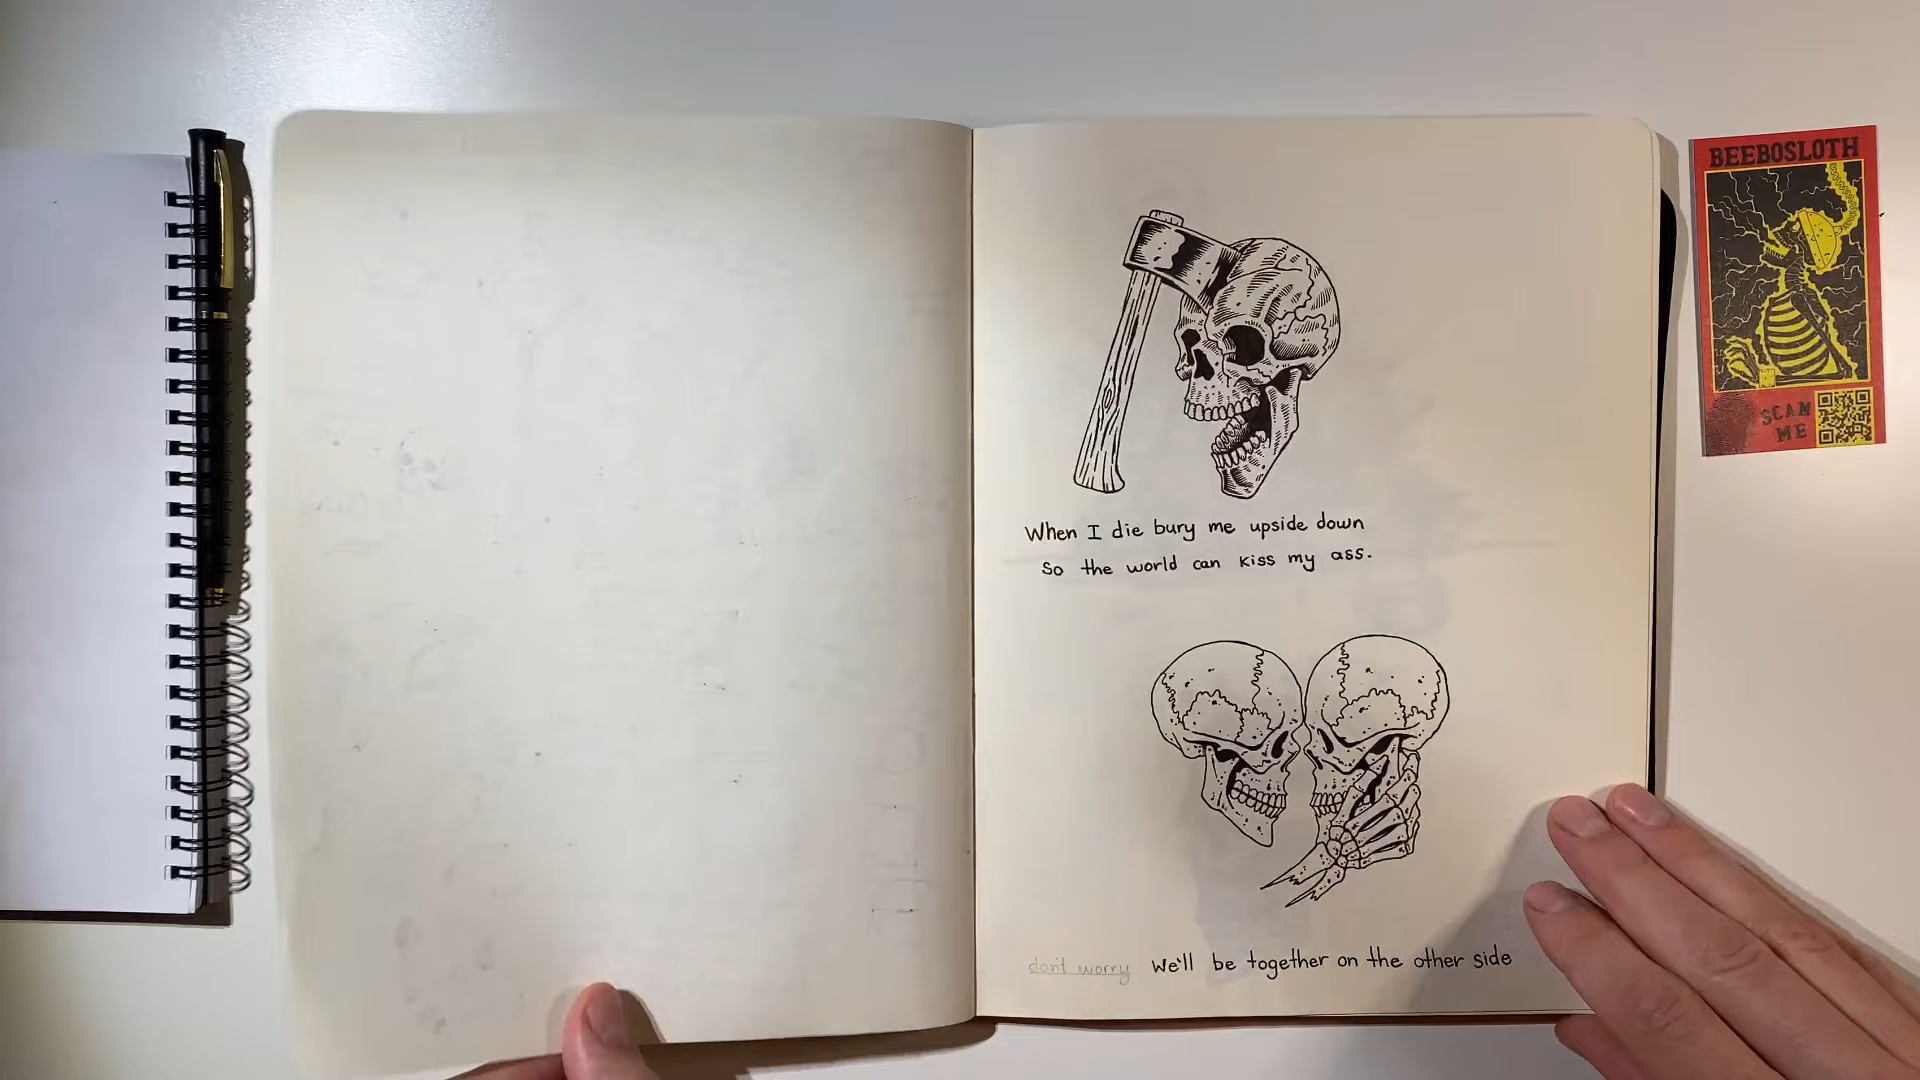 When I die bury me upside down
So the world can kiss my ass.
don't worry We'll be together on the other side
BEEBOSLOTH
SCAN
ME